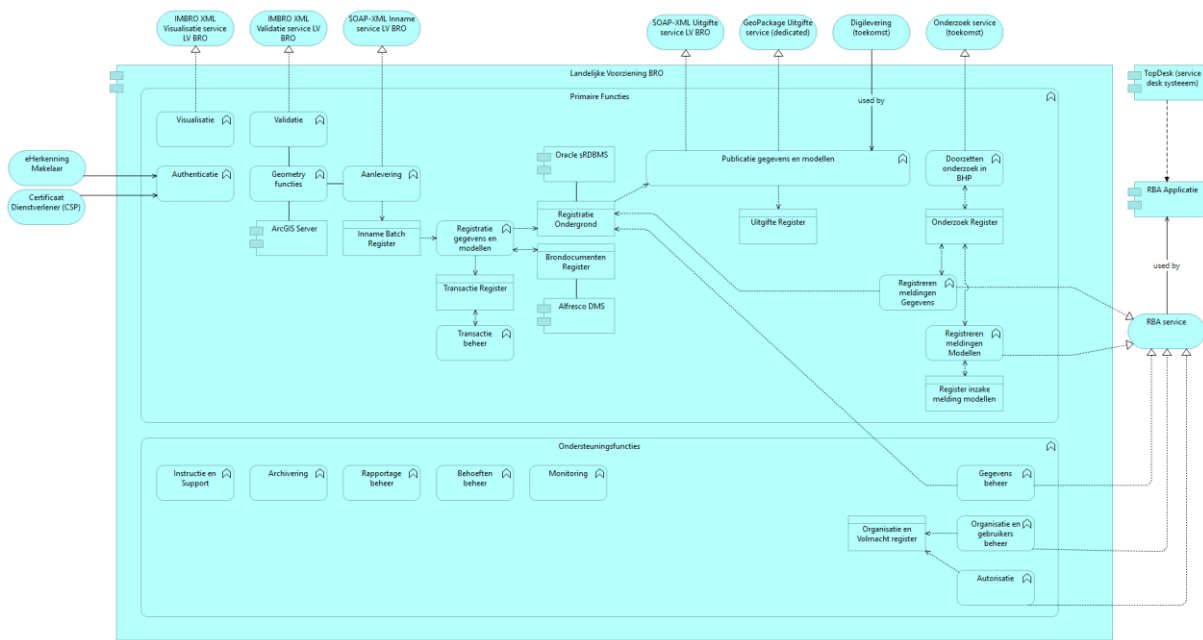 IMBRO XML
Visualisatie service
LV BRO
IMBRO XML
Validatie service LV
BRO
SOAP-XML Inname
service LV BRO
SOAP-XML Uitgifte
service LV BRO
GeoPackage Uitgifte
service (dedicated)
Digilevering
(toekomst)
Onderzoek service
(toekomst)
Landelijke Voorziening BRO
TopDesk (service
desk systeeem)
Primaire Functies
used by
Visualisatie
Validatie
eHerkenning
Makelaar
Certificaat
Dienstverlener (CSP)
Authenticatie
Geometry
functies
Aanlevering
Oracle sRDBMS
Publicatie gegevens en modellen
Doorzetten
onderzoek in
BHP
RBA Applicatie
ArcGIS Server
Inname Batch
Register
Registratie
gegevens en
modellen
Registratie
Ondergrond
Uitgifte Register
Onderzoek Register
Brondocumenten
Register
used by
Transactie Register
Alfresco DMS
Registreren
meldingen
Gegevens
Transactie
beheer
Registreren
meldingen
Modellen
RBA service
Register inzake
melding modellen
Ondersteuningsfuncties
Instructie en
Support
Archivering
Rapportage
beheer
Behoeften
beheer
Monitoring
Gegevens
beheer
Organisatie en
Volmacht register
Organisatie en
gebruikers
beheer
Autorisatie